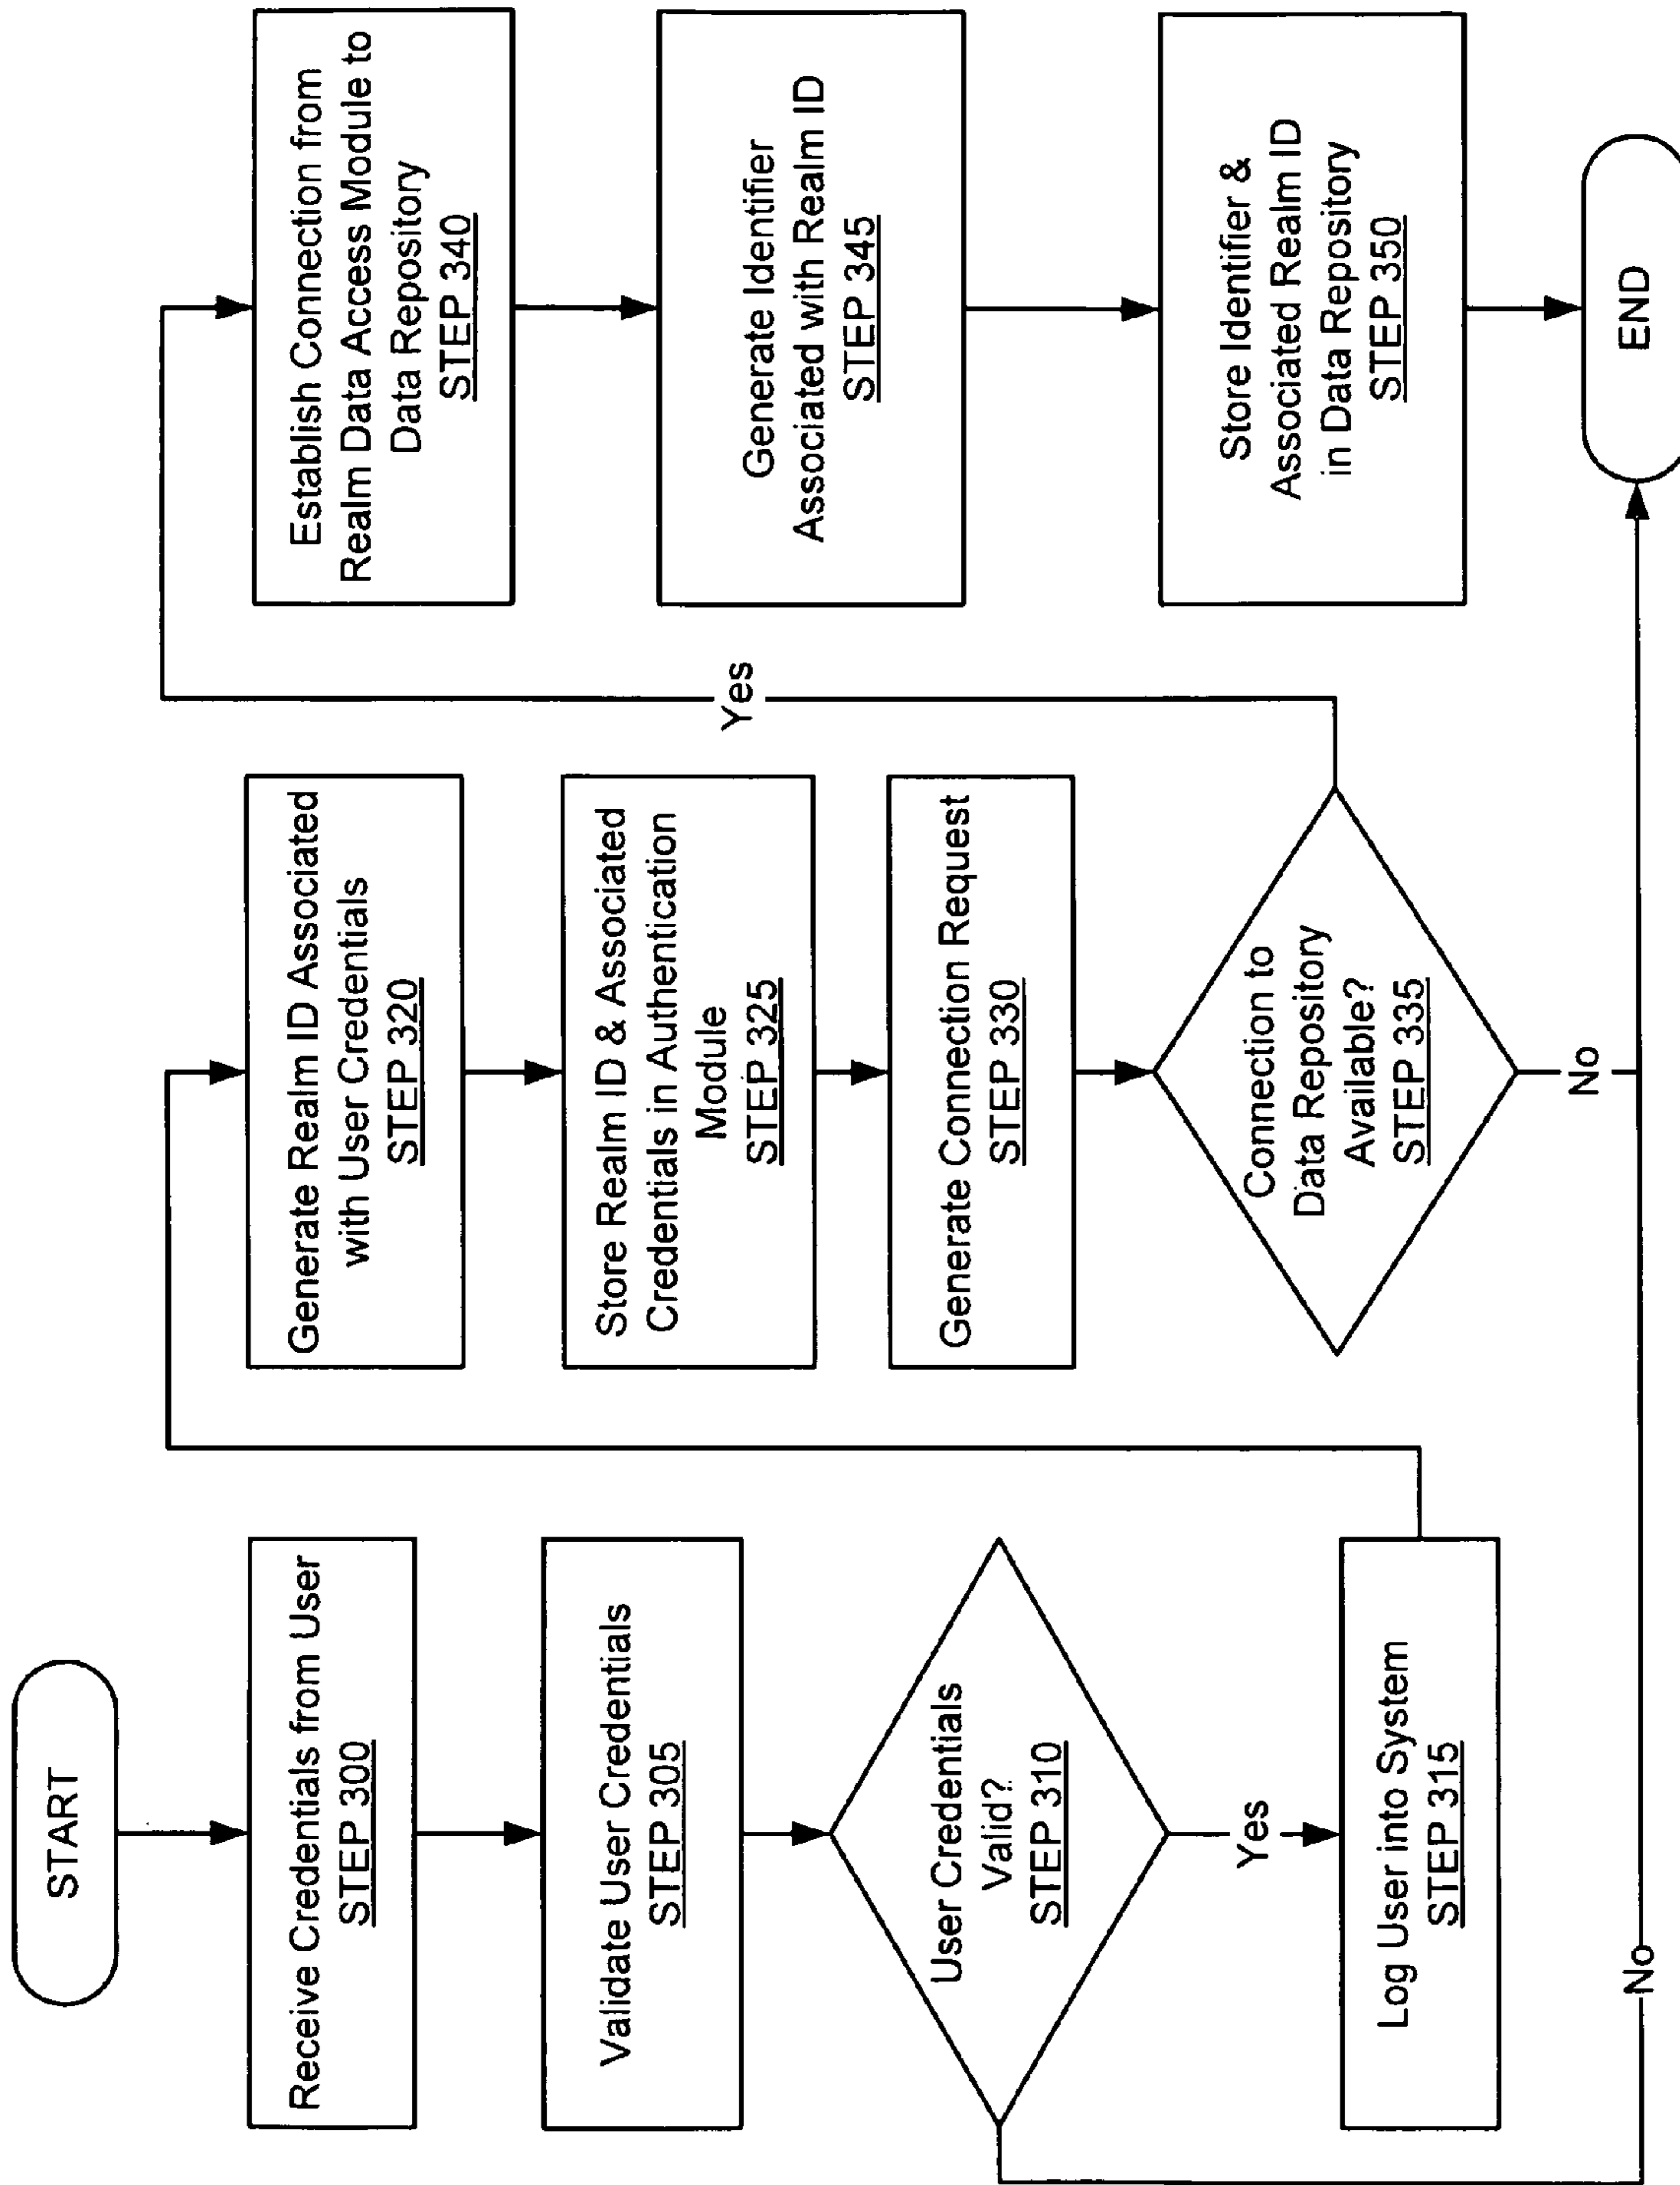 START
Receive Credentials from User
STEP 300
Validate User Credentials
STEP 305
User Credentials
Valid?
STEP 310
Yes
No
Log User into System
STEP 315
Generate Realm ID Associated
with User Credentials
STEP 320
Store Realm ID & Associated
Credentials in Authentication
Module
STEP 325
Generate Connection Request
STEP 330
Connection to
Data Repository
Available?
STEP 335
Yes
No
Establish Connection from
Realm Data Access Module to
Data Repository
STEP 340
Generate Identifier
Associated with Realm ID
STEP 345
Store Identifier &
Associated Realm ID
in Data Repository
STEP 350
END